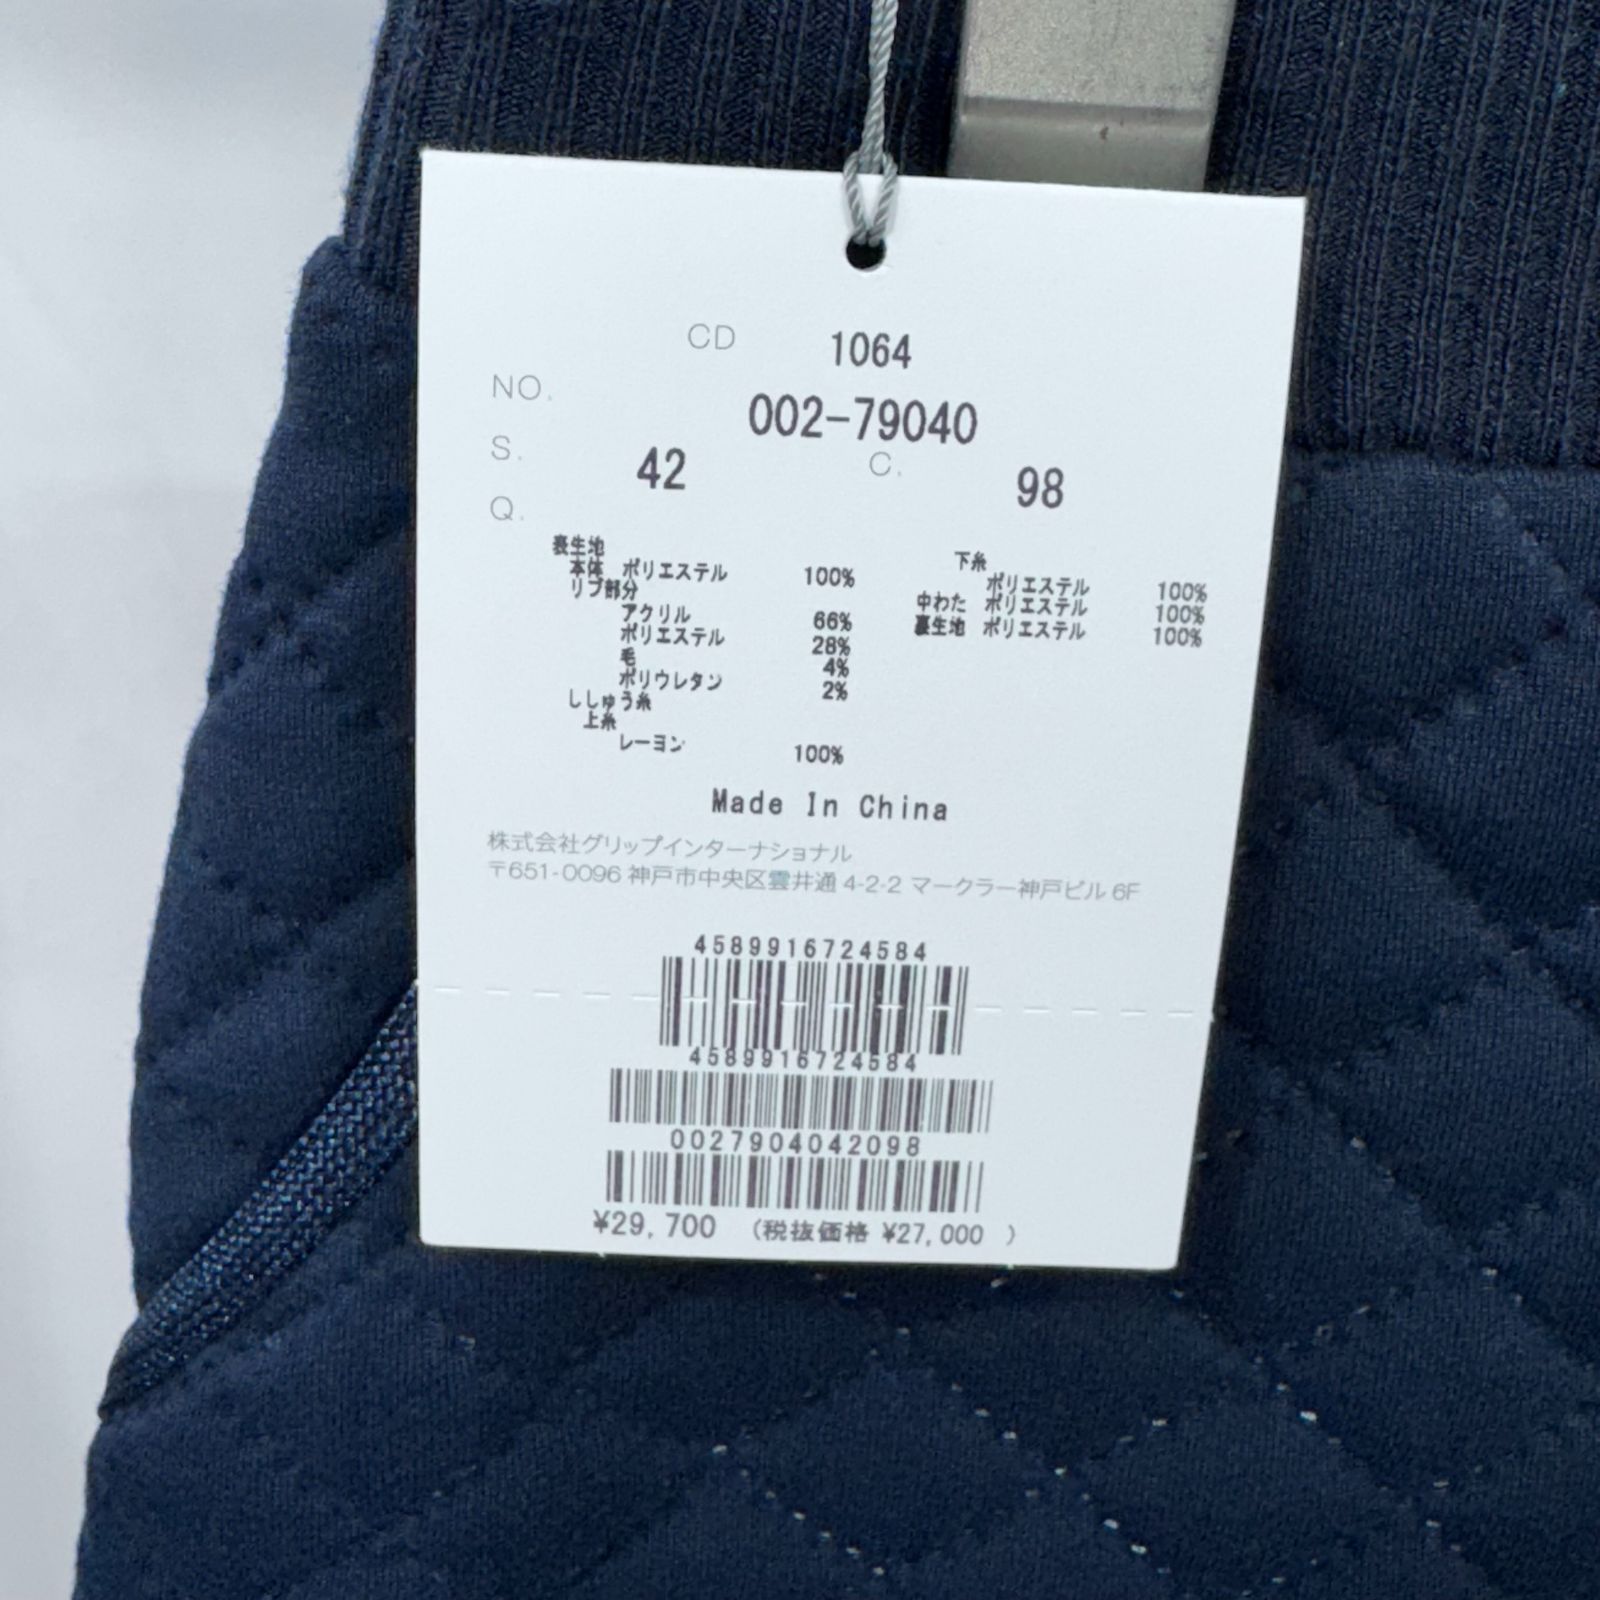 CD 1064
NO. 002-79040
S. 42 C. 98
Q.
表生地
本体 ポリエステル 100%
リブ部分
アクリル 66%
ポリエステル 28%
毛 4%
ポリウレタン 2%
ししゅう糸
上糸
レーヨン 100%
下糸
ポリエステル 100%
中わた ポリエステル 100%
裏生地 ポリエステル 100%
Made In China
株式会社グリップインターナショナル
〒651-0096 神戸市中央区雲井通 4-2-2 マークラー神戸ビル 6F
4589916724584
4589916724584
0027904042098
¥29,700 (税抜価格 ¥27,000 )